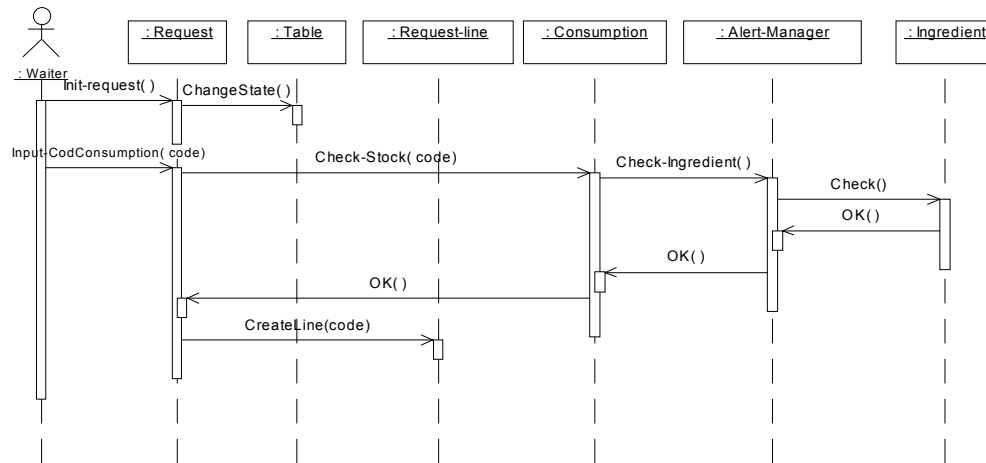 : Request
: Table
: Request-line
: Consumption
: Alert-Manager
: Ingredient
: Waiter
Init-request( )
ChangeState( )
Input-CodConsumption( code)
Check-Stock( code)
Check-Ingredient( )
Check()
OK( )
OK( )
OK( )
CreateLine(code)